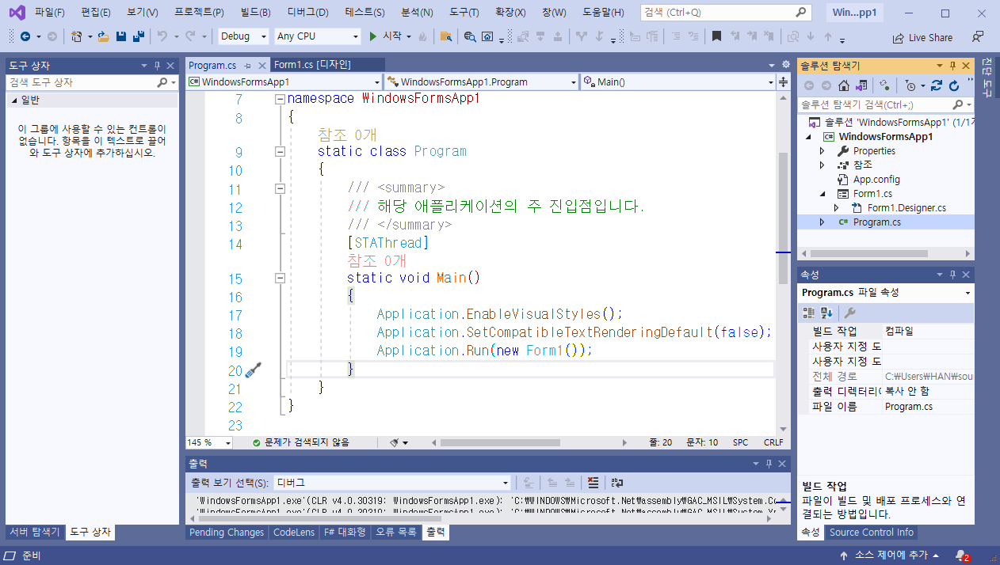 파일(F) 편집(E) 보기(V) 프로젝트(P) 빌드(B) 디버그(D) 테스트(S) 분석(N) 도구(T) 확장(X) 창(W) 도움말(H) 검색 (Ctrl+Q) Win...pp1
Debug Any CPU 시작 Live Share
도구 상자
검색 도구 상자
일반
이 그룹에 사용할 수 있는 컨트롤이
없습니다. 항목을 이 텍스트로 끌어
와 도구 상자에 추가하십시오.
서버 탐색기 도구 상자
Program.cs Form1.cs [디자인]
WindowsFormsApp1 WindowsFormsApp1.Program Main()
7 namespace WindowsFormsApp1
8 {
참조 0개
9 static class Program
10 {
11 /// <summary>
12 /// 해당 애플리케이션의 주 진입점입니다.
13 /// </summary>
14 [STAThread]
참조 0개
15 static void Main()
16 {
17 Application.EnableVisualStyles();
18 Application.SetCompatibleTextRenderingDefault(false);
19 Application.Run(new Form1());
20 }
21 }
22 }
23
145 % 문제가 검색되지 않음 줄: 20 문자: 10 SPC CRLF
출력
출력 보기 선택(S): 디버그
'WindowsFormsApp1.exe'(CLR v4.0.30319: WindowsFormsApp1.exe): 'C:₩WINDOWS₩Microsoft.Net₩assembly₩GAC_MSIL₩System.Co
Pending Changes CodeLens F# 대화형 오류 목록 출력
솔루션 탐색기
솔루션 탐색기 검색(Ctrl+;)
솔루션 'WindowsFormsApp1' (1/1
WindowsFormsApp1
Properties
참조
App.config
Form1.cs
Form1.Designer.cs
Program.cs
진단 도구
속성
Program.cs 파일 속성
빌드 작업 컴파일
사용자 지정 도
사용자 지정 도
전체 경로 C:₩Users₩HAN₩sou
출력 디렉터리에 복사 안 함
파일 이름 Program.cs
빌드 작업
파일이 빌드 및 배포 프로세스와 연
결되는 방법입니다.
속성 Source Control Info
준비 소스 제어에 추가 2